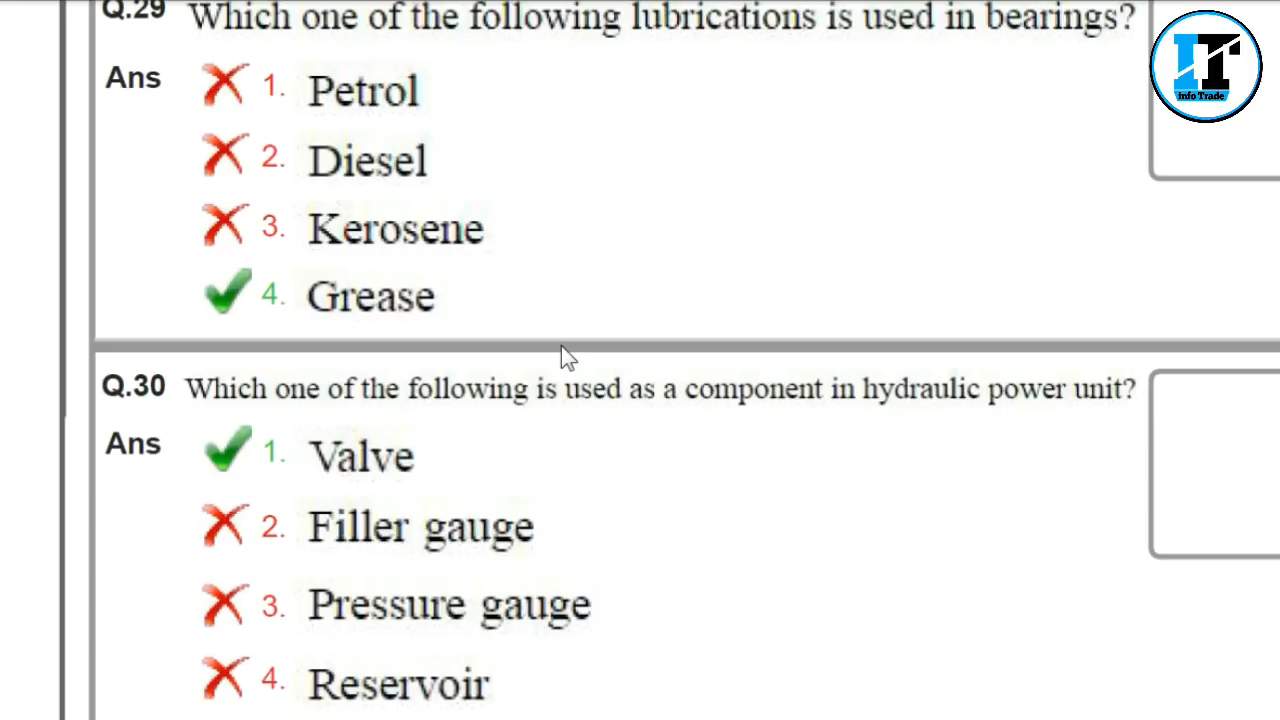 Q.29 Which one of the following lubrications is used in bearings?
Ans 1. Petrol
2. Diesel
3. Kerosene
4. Grease
Q.30 Which one of the following is used as a component in hydraulic power unit?
Ans 1. Valve
2. Filler gauge
3. Pressure gauge
4. Reservoir
IT
Info Trade